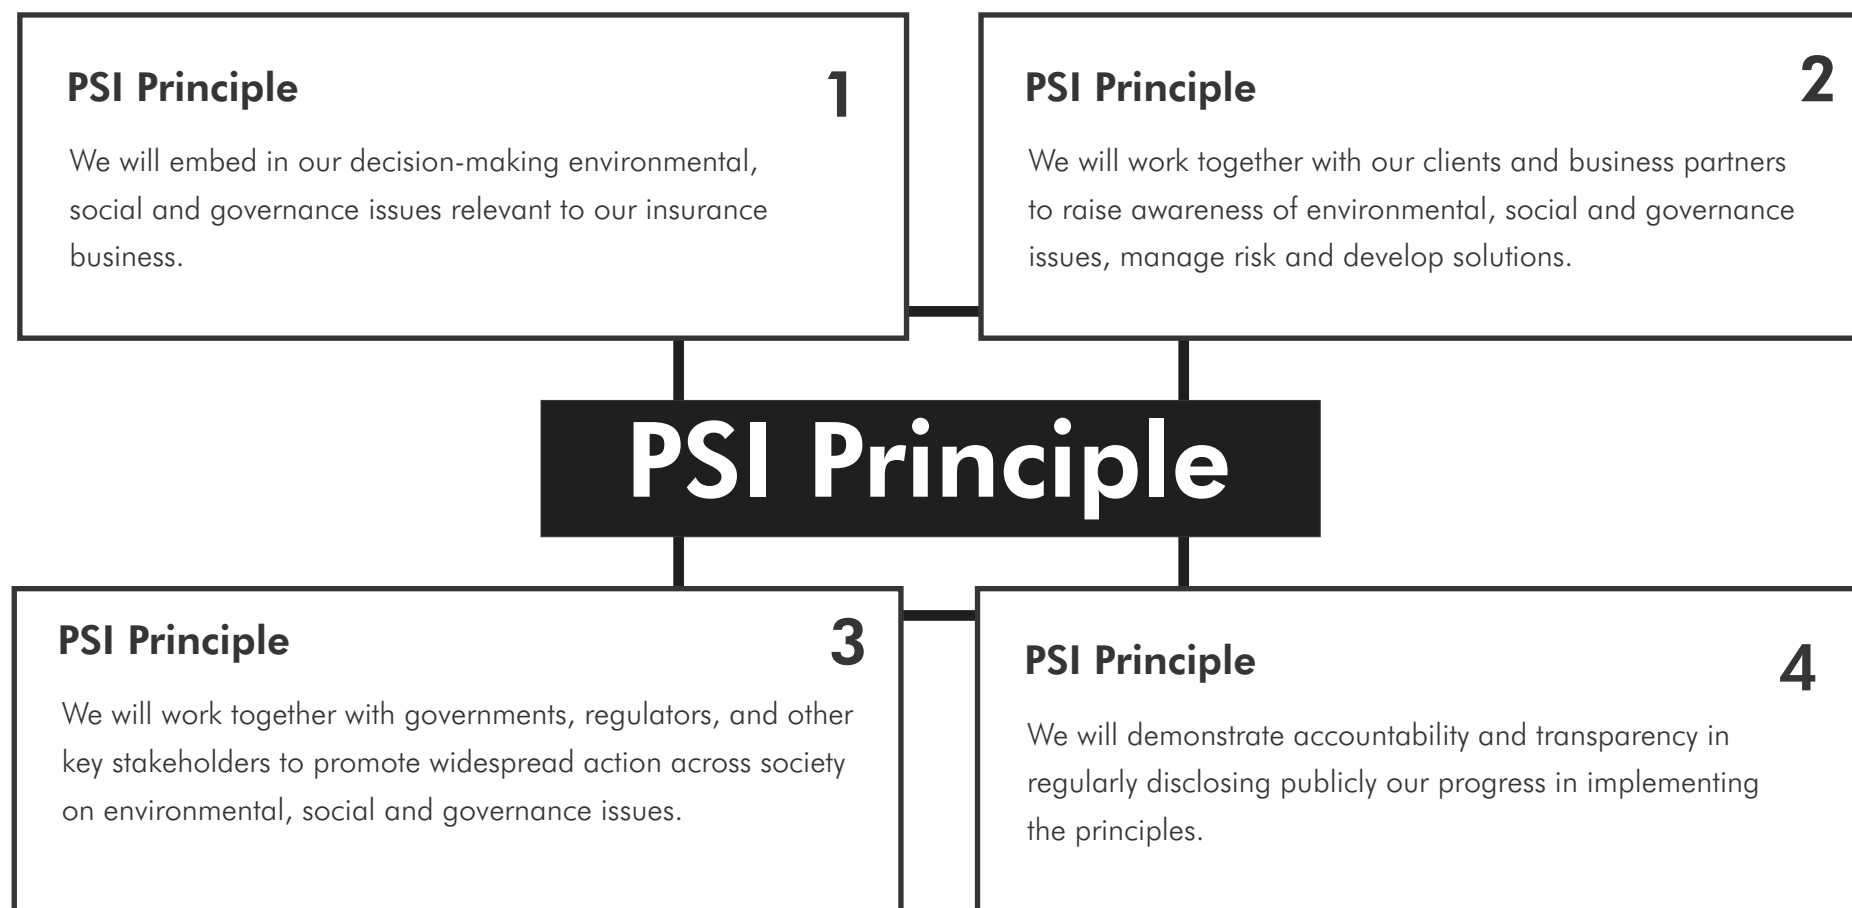 PSI Principle
1
We will embed in our decision-making environmental,
social and governance issues relevant to our insurance
business.
PSI Principle
2
We will work together with our clients and business partners
to raise awareness of environmental, social and governance
issues, manage risk and develop solutions.
PSI Principle
PSI Principle
3
We will work together with governments, regulators, and other
key stakeholders to promote widespread action across society
on environmental, social and governance issues.
PSI Principle
4
We will demonstrate accountability and transparency in
regularly disclosing publicly our progress in implementing
the principles.